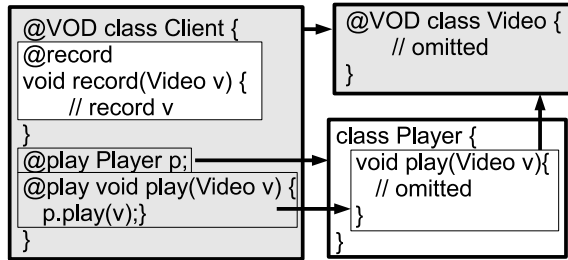 @VOD class Client {
@record
void record(Video v) {
// record v
}
@play Player p;
@play void play(Video v) {
p.play(v);}
}
@VOD class Video {
// omitted
}
class Player {
void play(Video v){
// omitted
}
}